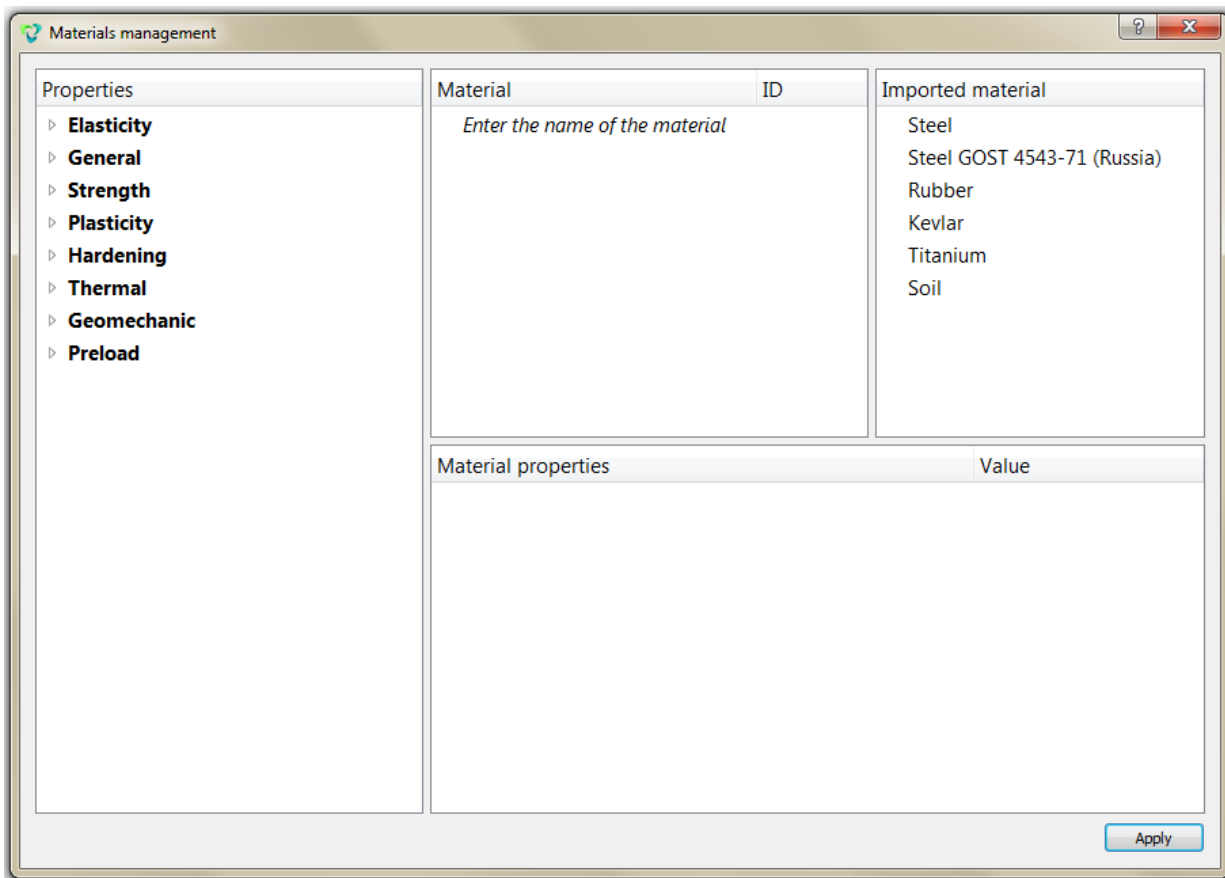 Materials management
?
X
Properties
Elasticity
General
Strength
Plasticity
Hardening
Thermal
Geomechanic
Preload
Material ID
Enter the name of the material
Imported material
Steel
Steel GOST 4543-71 (Russia)
Rubber
Kevlar
Titanium
Soil
Material properties Value
Apply